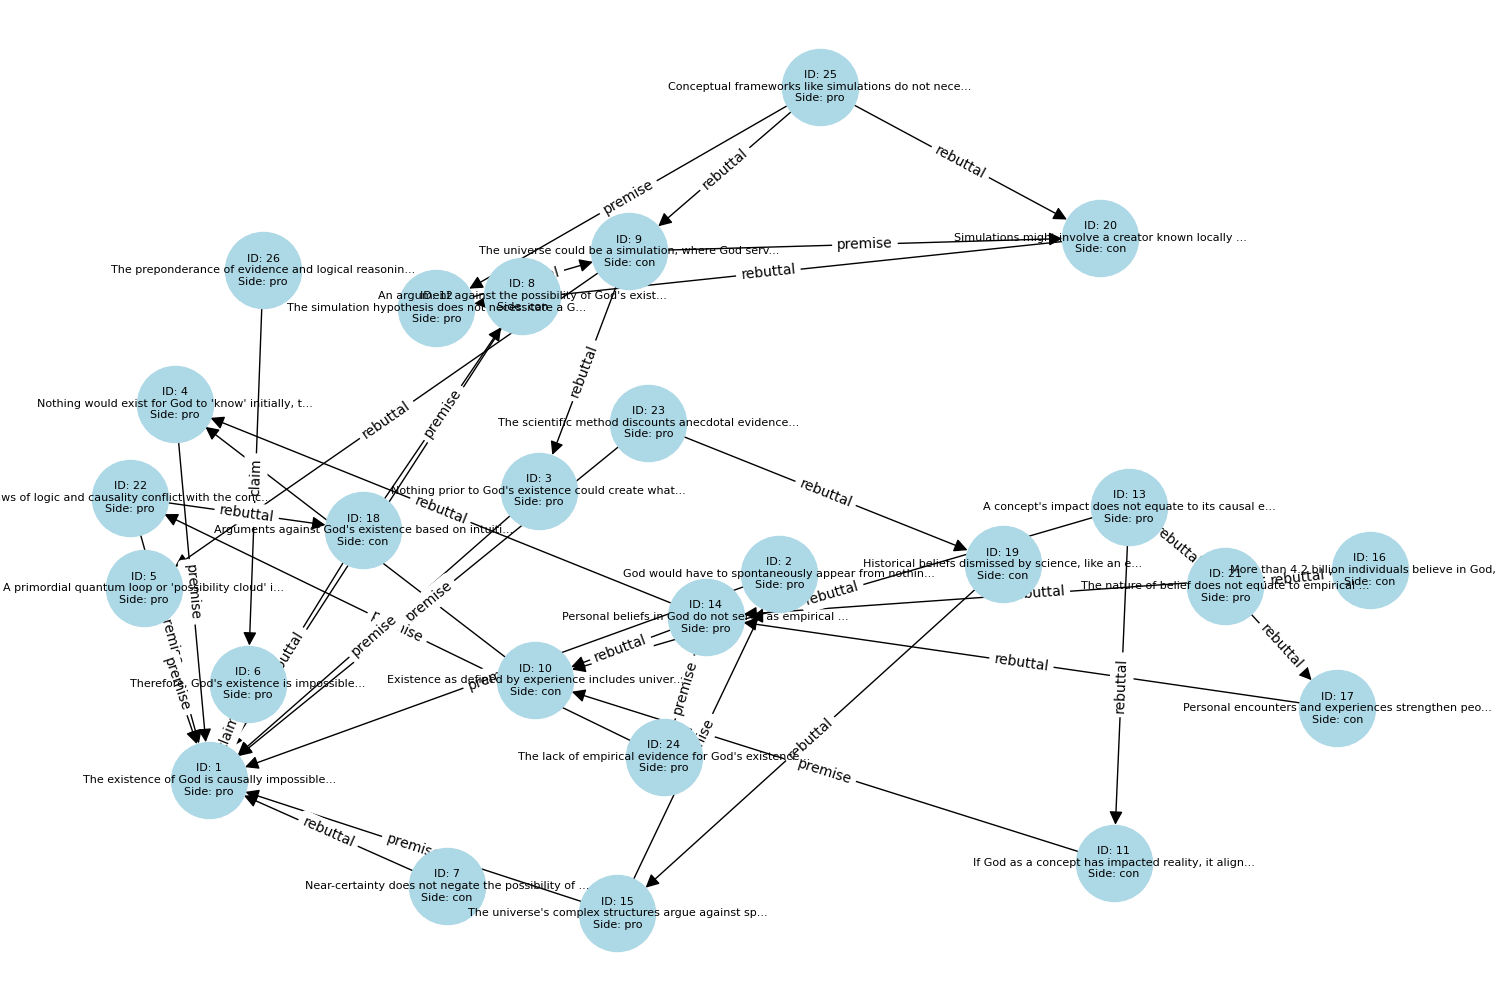 ID: 25
Conceptual frameworks like simulations do not nece...
Side: pro
rebuttal
rebuttal
premise
ID: 20
Simulations might involve a creator known locally ...
Side: con
ID: 9
The universe could be a simulation, where God serv...
Side: con
premise
rebuttal
ID: 26
The preponderance of evidence and logical reasonin...
Side: pro
ID: 8
An argument against the possibility of God's exist...
Side: con
ID: 12
The simulation hypothesis does not necessitate a G...
Side: pro
rebuttal
ID: 4
Nothing would exist for God to 'know' initially, t...
Side: pro
rebuttal
premise
ID: 23
The scientific method discounts anecdotal evidence...
Side: pro
claim
ID: 3
Nothing prior to God's existence could create what...
Side: pro
rebuttal
rebuttal
ID: 22
ws of logic and causality conflict with the
Side: pro
rebuttal
ID: 18
Arguments against God's existence based on intuiti...
Side: con
ID: 13
A concept's impact does not equate to its causal e...
Side: pro
ID: 19
Historical beliefs dismissed by science, like an e...
Side: con
ID: 2
God would have to spontaneously appear from nothin...
Side: pro
ID: 16
More than 4.2 billion individuals believe in God,
Side: con
rebuttal
ID: 21
The nature of belief does not equate to empirical ...
Side: pro
ID: 5
A primordial quantum loop or 'possibility cloud' i...
Side: pro
premise
premise
rebuttal
ID: 14
Personal beliefs in God do not serve as empirical ...
Side: pro
premise
rebuttal
rebuttal
rebuttal
ID: 6
Therefore, God's existence is impossible...
Side: pro
premise
ID: 10
Existence as defined by experience includes univer...
Side: con
premise
rebuttal
ID: 17
Personal encounters and experiences strengthen peo...
Side: con
ID: 24
The lack of empirical evidence for God's existence
Side: pro
rebuttal
premise
ID: 1
The existence of God is causally impossible...
Side: pro
rebuttal
ID: 7
Near-certainty does not negate the possibility of ...
Side: con
ID: 11
If God as a concept has impacted reality, it align...
Side: con
ID: 15
The universe's complex structures argue against sp...
Side: pro